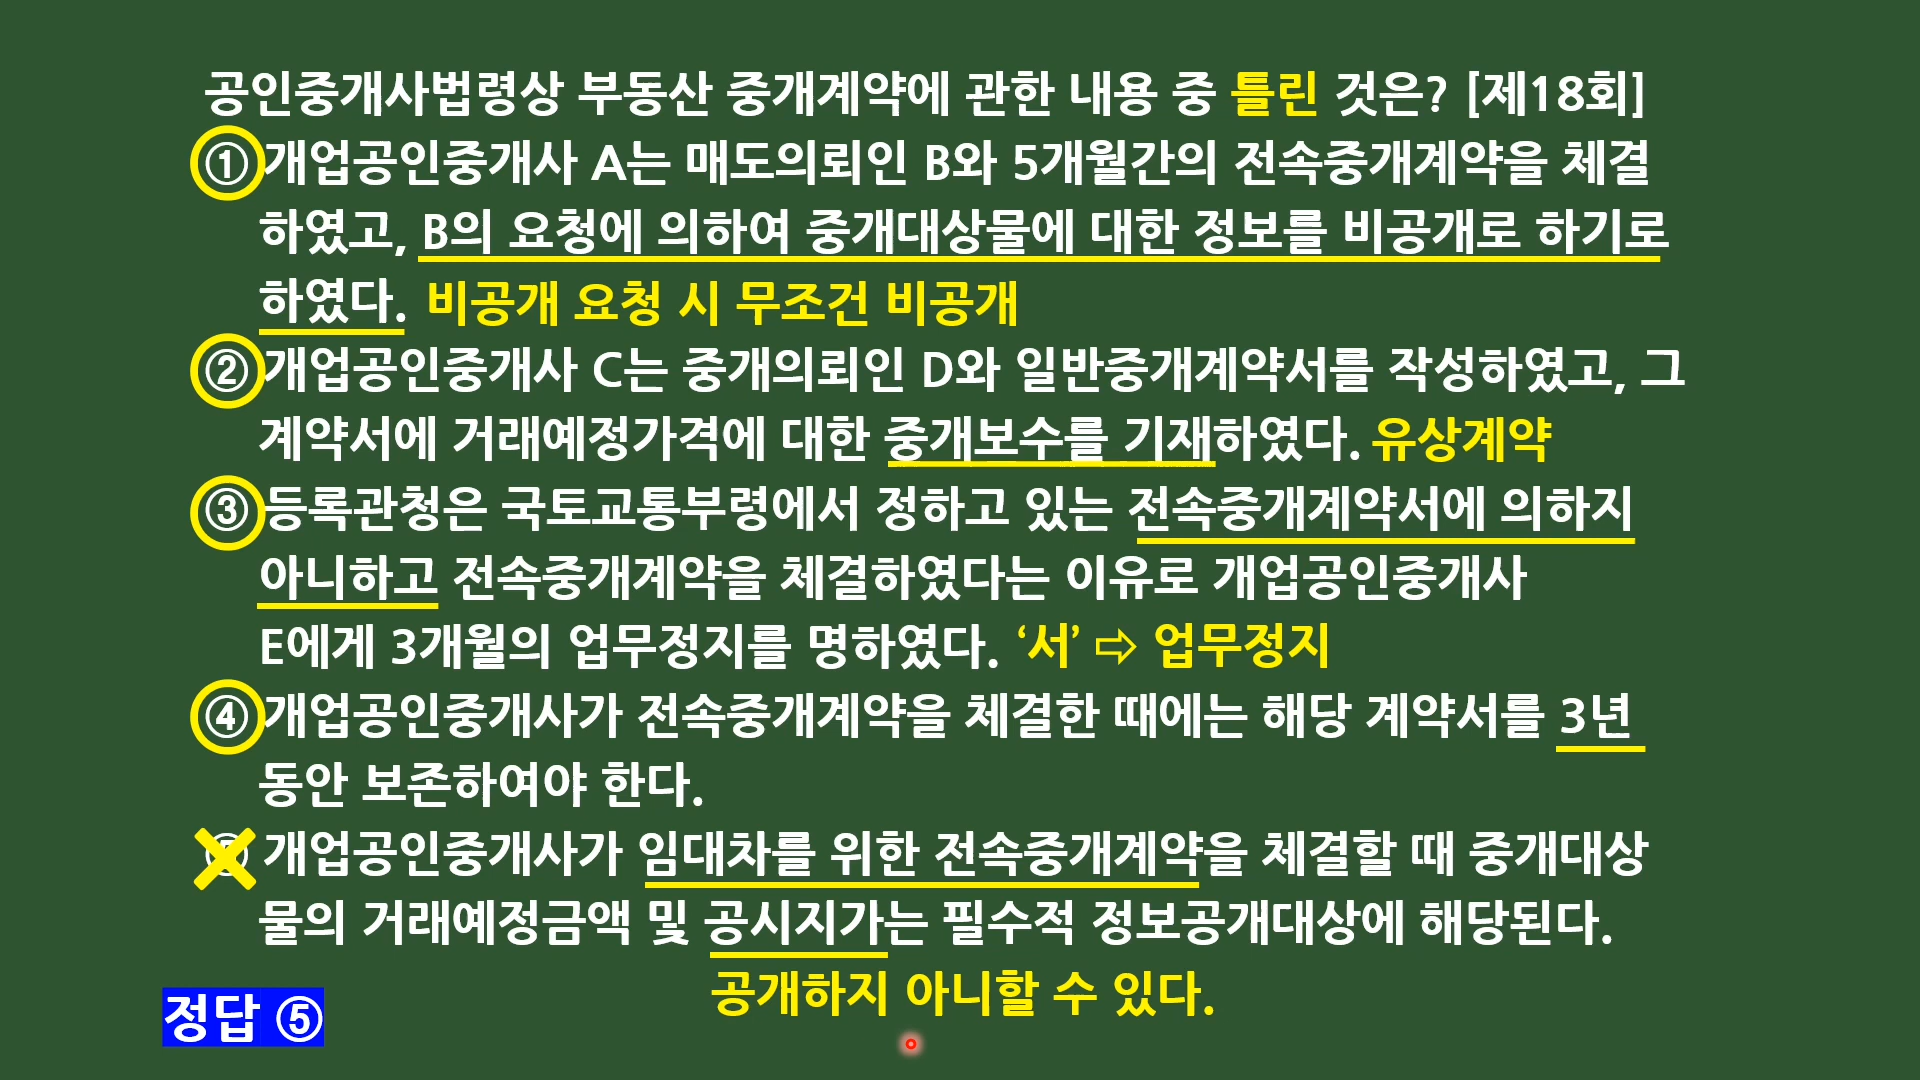 공인중개사법령상 부동산 중개계약에 관한 내용 중 틀린 것은? [제18회]
① 개업공인중개사 A는 매도의뢰인 B와 5개월간의 전속중개계약을 체결
하였고, B의 요청에 의하여 중개대상물에 대한 정보를 비공개로 하기로
하였다. 비공개 요청 시 무조건 비공개
② 개업공인중개사 C는 중개의뢰인 D와 일반중개계약서를 작성하였고, 그
계약서에 거래예정가격에 대한 중개보수를 기재하였다. 유상계약
③ 등록관청은 국토교통부령에서 정하고 있는 전속중개계약서에 의하지
아니하고 전속중개계약을 체결하였다는 이유로 개업공인중개사
E에게 3개월의 업무정지를 명하였다. ‘서’ ⇨ 업무정지
④ 개업공인중개사가 전속중개계약을 체결한 때에는 해당 계약서를 3년
동안 보존하여야 한다.
⑤ 개업공인중개사가 임대차를 위한 전속중개계약을 체결할 때 중개대상
물의 거래예정금액 및 공시지가는 필수적 정보공개대상에 해당된다.
공개하지 아니할 수 있다.
정답 ⑤